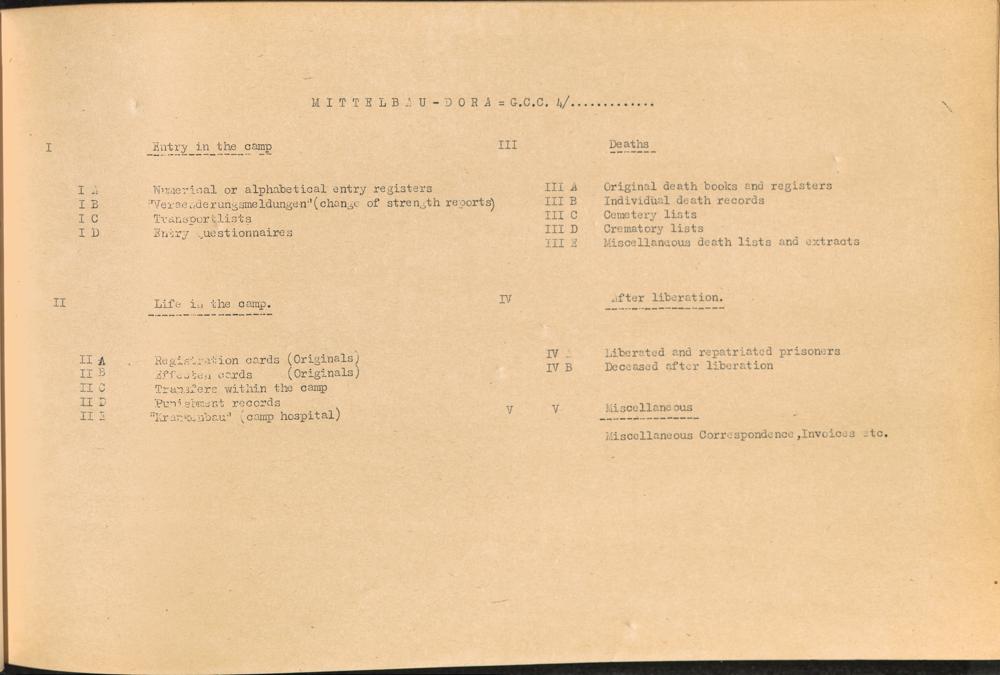 MITTELBAU-DORA = G.C.C. 4/.............
I Entry in the camp
I A Numerical or alphabetical entry registers
I B "Veraenderungsmeldungen" (change of strength reports)
I C Transportlists
I D Entry questionnaires
II Life in the camp.
II A Registration cards (Originals)
II B Effecten cards (Originals)
II C Transfers within the camp
II D Punishment records
II E "Krankenbau" (camp hospital)
III Deaths
III A Original death books and registers
III B Individual death records
III C Cemetery lists
III D Crematory lists
III E Miscellaneous death lists and extracts
IV After liberation.
IV A Liberated and repatriated prisoners
IV B Deceased after liberation
V V Miscellaneous
Miscellaneous Correspondence,Invoices etc.